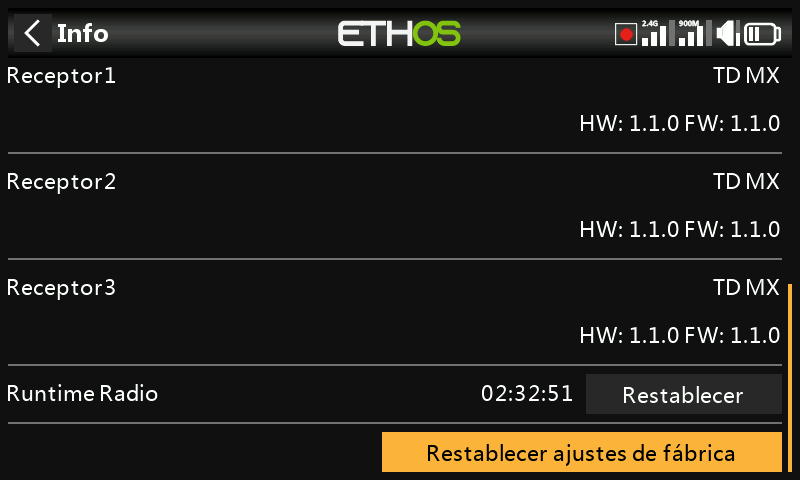 Info
ETHOS
2.4G
900M
Receptor1
TD MX
HW: 1.1.0 FW: 1.1.0
Receptor2
TD MX
HW: 1.1.0 FW: 1.1.0
Receptor3
TD MX
HW: 1.1.0 FW: 1.1.0
Runtime Radio
02:32:51
Restablecer
Restablecer ajustes de fábrica